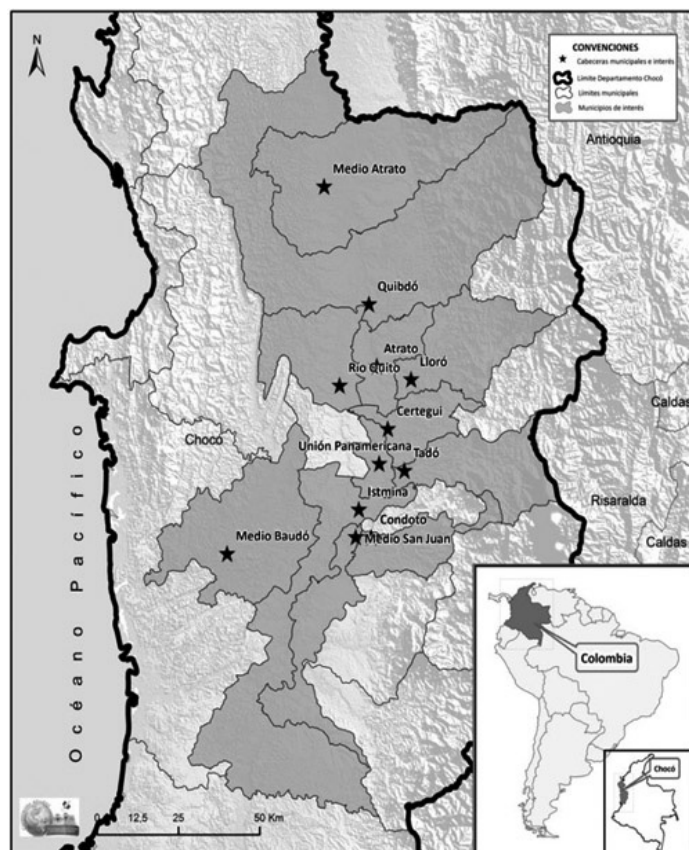 N
CONVENCIONES
Cabeceras municipales e interés
Límite Departamento Chocó
Límites municipales
Municipios de interés
Antioquia
Medio Atrato
Quibdó
Atrato
Lloró
Río Quito
Certegui
Caldas
Chocó
Unión Panamericana
Tadó
Risaralda
Istmina
Condoto
Caldas
Medio Baudó
Medio San Juan
Océano Pacífico
Colombia
Chocó
0 12,5 25 50 Km